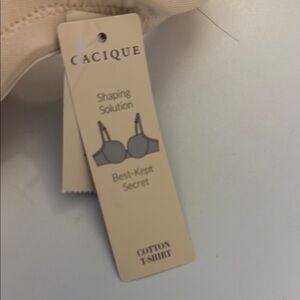 CACIQUE
Shaping
Solution
Best-Kept
Secret
COTTON
T-SHIRT